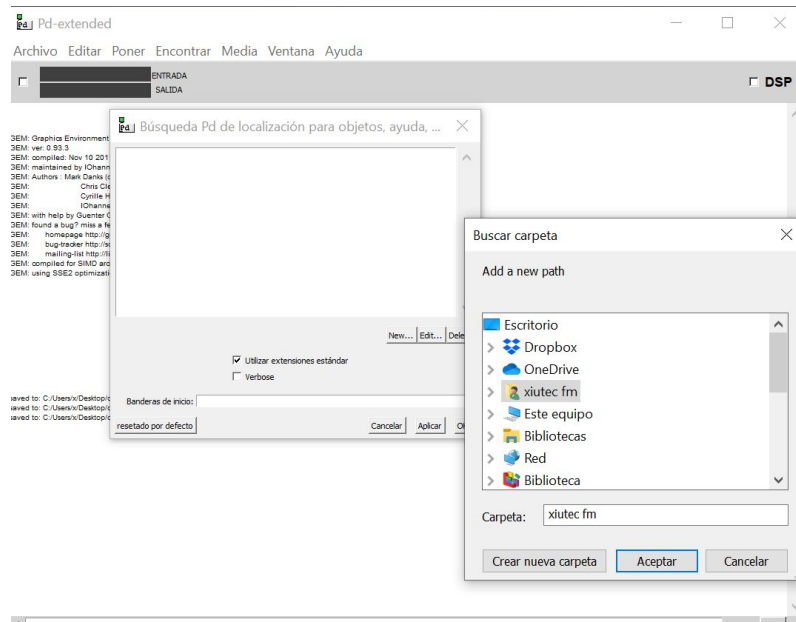 Pd-extended
Archivo Editar Poner Encontrar Media Ventana Ayuda
ENTRADA
SALIDA
DSP
Búsqueda Pd de localización para objetos, ayuda, ...
GEM: Graphics Environment
GEM: ver: 0.93.3
GEM: compiled: Nov 10 201
GEM: maintained by IOhann
GEM: Authors : Mark Danks (
GEM: Chris Cl
GEM: Cyrille H
GEM: IOhanne
GEM: with help by Guenter
GEM: found a bug? miss a fe
GEM: homepage http://g
GEM: bug-tracker http://s
GEM: mailing-list http://li
GEM: compiled for SIMD arc
GEM: using SSE2 optimizati
New... Edit... Dele
Utilizar extensiones estándar
Verbose
Banderas de inicio:
resetado por defecto Cancelar Aplicar
saved to: C:/Users/x/Desktop/
saved to: C:/Users/x/Desktop/
saved to: C:/Users/x/Desktop/
Buscar carpeta
Add a new path
Escritorio
Dropbox
OneDrive
xiutec fm
Este equipo
Bibliotecas
Red
Biblioteca
Carpeta: xiutec fm
Crear nueva carpeta Aceptar Cancelar